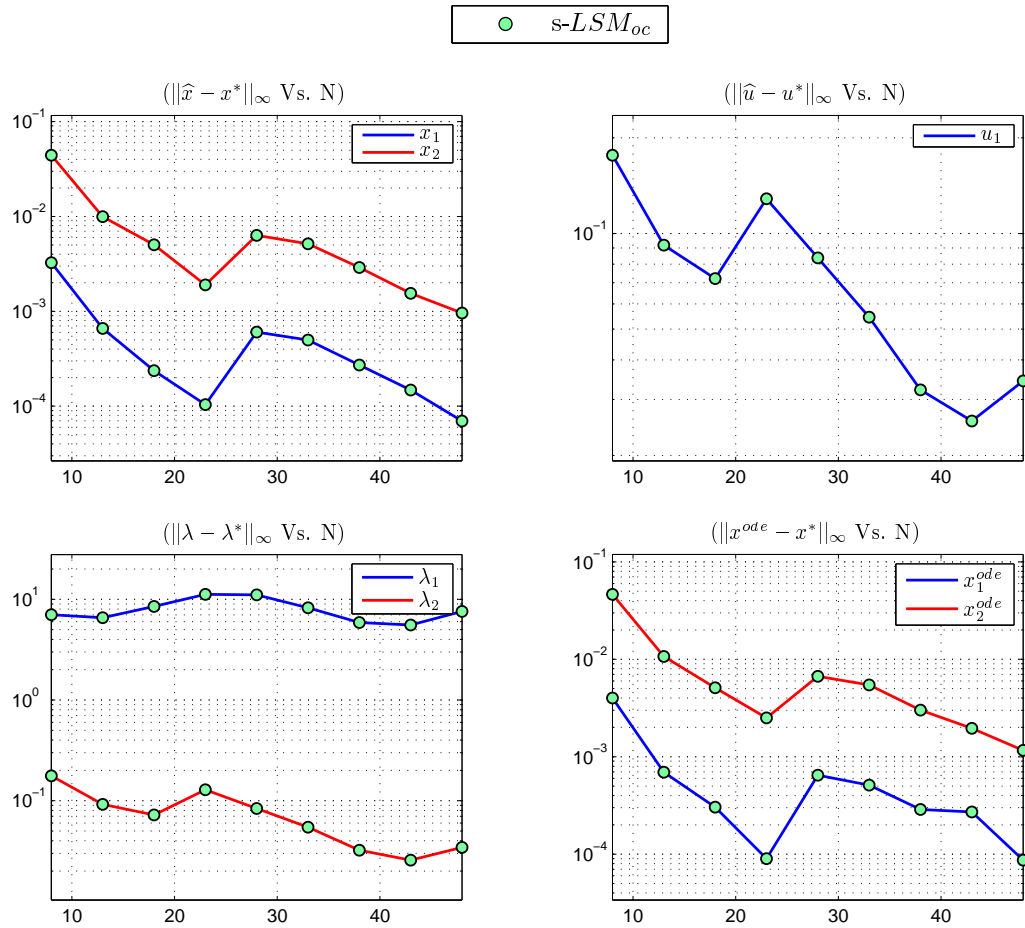 s-LSM_{oc}
(||x̂ − x*||_∞ Vs. N)
x_1
x_2
10^{-1}
10^{-2}
10^{-3}
10^{-4}
10 20 30 40
(||û − u*||_∞ Vs. N)
u_1
10^{-1}
10 20 30 40
(||λ − λ*||_∞ Vs. N)
λ_1
λ_2
10^1
10^0
10^{-1}
10 20 30 40
(||x^{ode} − x*||_∞ Vs. N)
x_1^{ode}
x_2^{ode}
10^{-1}
10^{-2}
10^{-3}
10^{-4}
10 20 30 40